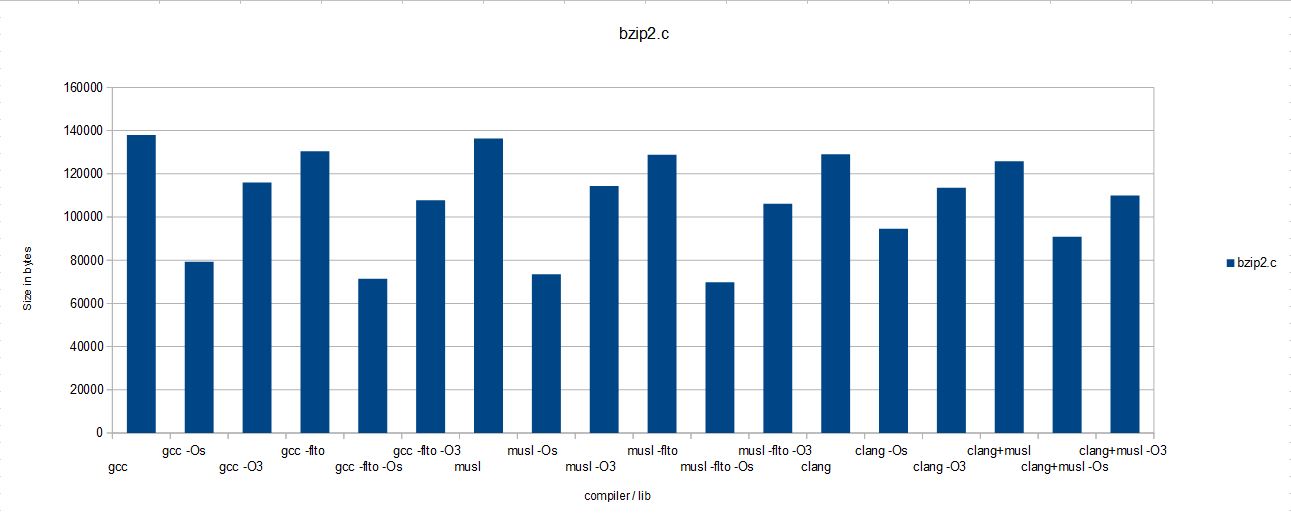 bzip2.c
160000
140000
120000
100000
80000
60000
40000
20000
0
Size in bytes
bzip2.c
gcc -Os gcc -flto gcc -flto -O3 musl -Os musl -flto musl -flto -O3 clang -Os clang+musl clang+musl -O3
gcc gcc -O3 gcc -flto -Os musl musl -O3 musl -flto -Os clang clang -O3 clang+musl -Os
compiler / lib